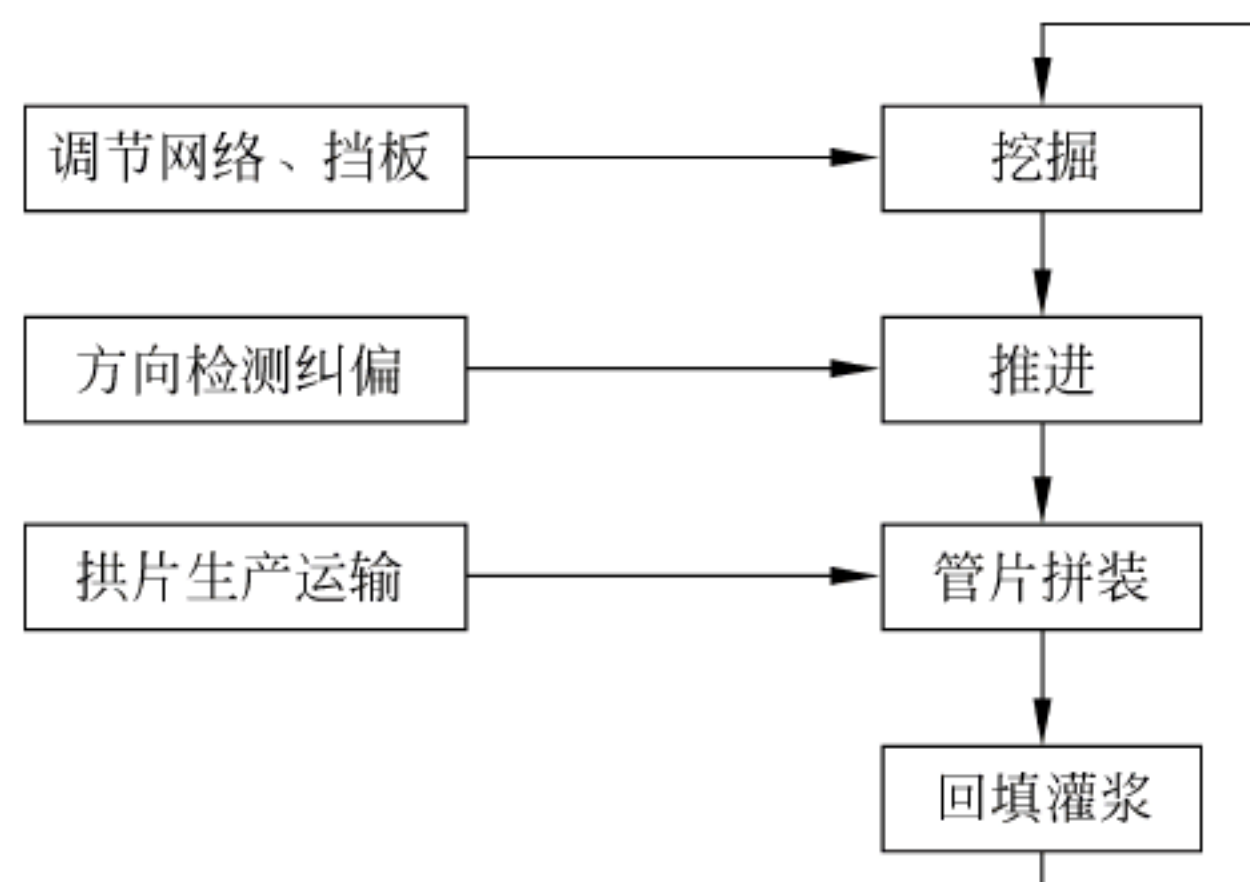 调节网络、挡板
挖掘
方向检测纠偏
推进
拱片生产运输
管片拼装
回填灌浆